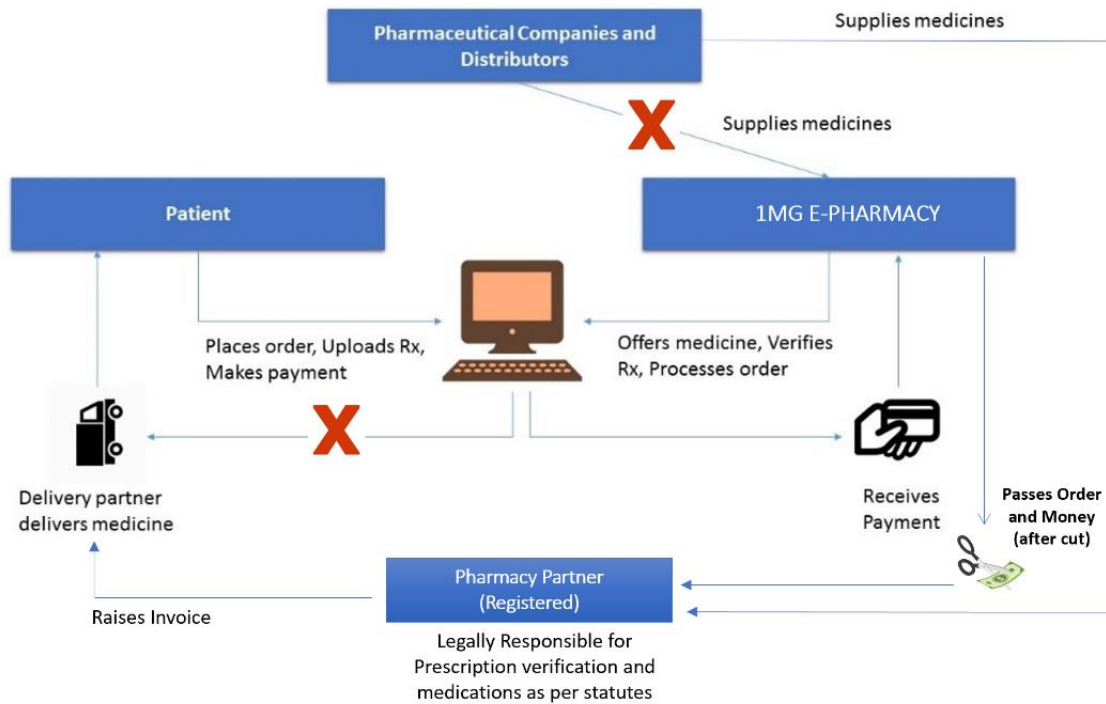 Supplies medicines
Pharmaceutical Companies and
Distributors
X
Supplies medicines
Patient
1MG E-PHARMACY
Places order, Uploads Rx,
Makes payment
Offers medicine, Verifies
Rx, Processes order
X
Delivery partner
delivers medicine
Receives
Payment
Passes Order
and Money
(after cut)
Pharmacy Partner
(Registered)
Raises Invoice
Legally Responsible for
Prescription verification and
medications as per statutes